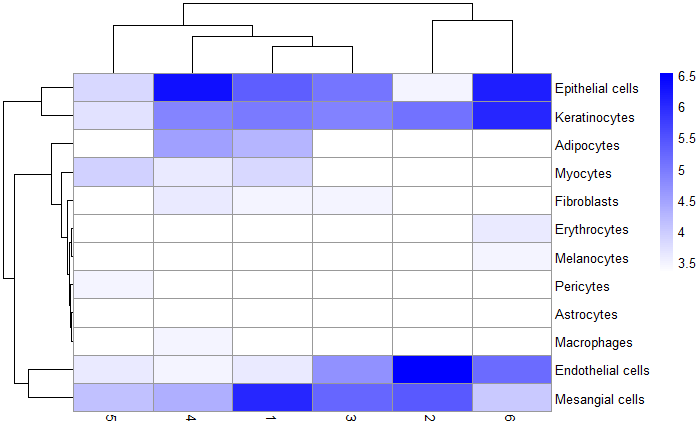 6.5
Epithelial cells
6
Keratinocytes
Adipocytes
5.5
Myocytes
5
Fibroblasts
4.5
Erythrocytes
4
Melanocytes
3.5
Pericytes
Astrocytes
Macrophages
Endothelial cells
Mesangial cells
5 4 1 3 2 6